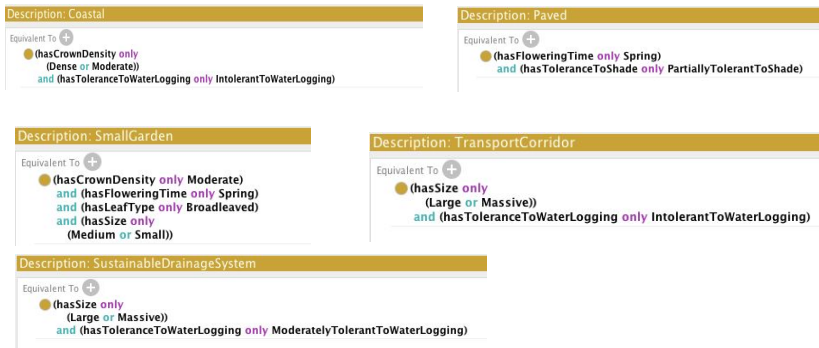 Description: Coastal
Equivalent To
(hasCrownDensity only
(Dense or Moderate))
and (hasToleranceToWaterLogging only IntolerantToWaterLogging)
Description: Paved
Equivalent To
(hasFloweringTime only Spring)
and (hasToleranceToShade only PartiallyTolerantToShade)
Description: SmallGarden
Equivalent To
(hasCrownDensity only Moderate)
and (hasFloweringTime only Spring)
and (hasLeafType only Broadleaved)
and (hasSize only
(Medium or Small))
Description: TransportCorridor
Equivalent To
(hasSize only
(Large or Massive))
and (hasToleranceToWaterLogging only IntolerantToWaterLogging)
Description: SustainableDrainageSystem
Equivalent To
(hasSize only
(Large or Massive))
and (hasToleranceToWaterLogging only ModeratelyTolerantToWaterLogging)